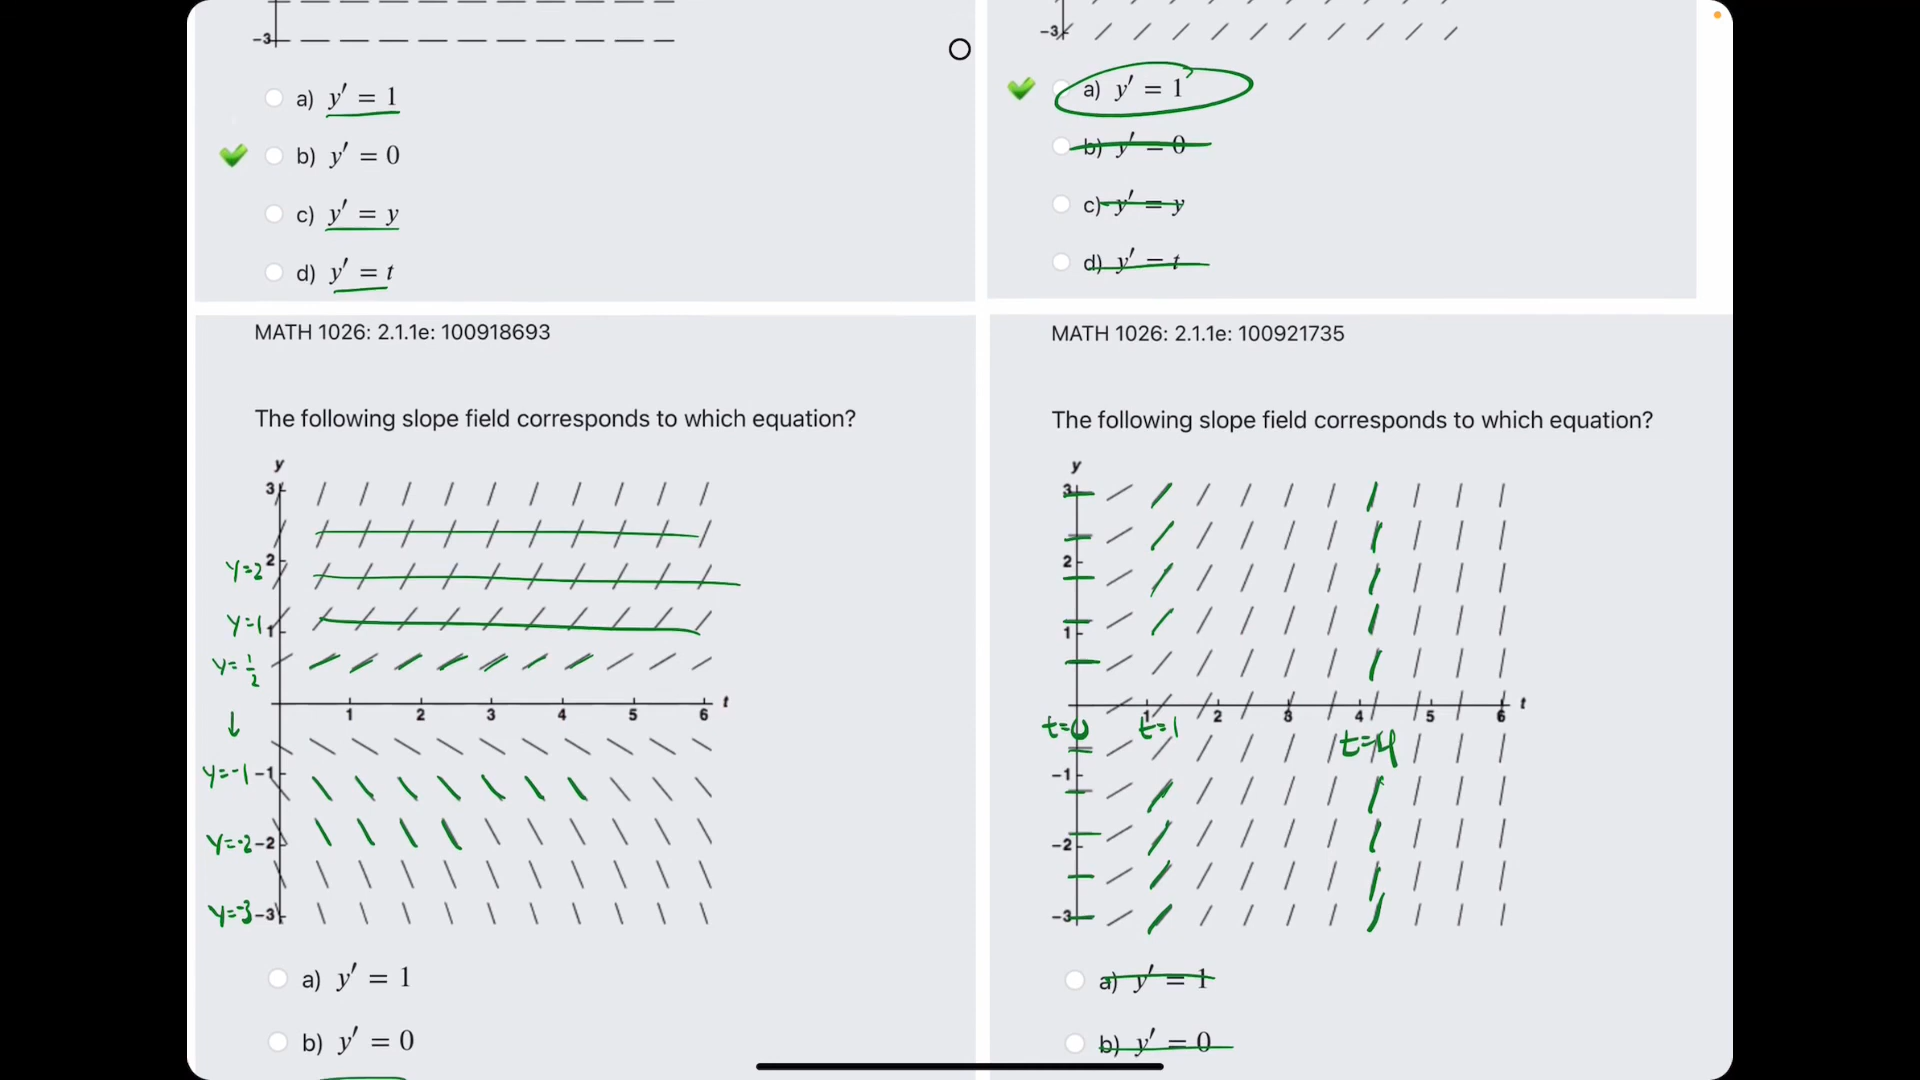 -3
a) y′ = 1
b) y′ = 0
c) y′ = y
d) y′ = t
MATH 1026: 2.1.1e: 100918693
The following slope field corresponds to which equation?
y
3
2
y=2
y=1
1
y=1/2
t
1 2 3 4 5 6
y=-1 -1
y=-2 -2
y=-3 -3
a) y′ = 1
b) y′ = 0
-3
a) y′ = 1
b) y′ = 0
c) y′ = y
d) y′ = t
MATH 1026: 2.1.1e: 100921735
The following slope field corresponds to which equation?
y
3
2
1
t
1 2 3 4 5 6
t=0 t=1 t=4
-1
-2
-3
a) y′ = 1
b) y′ = 0